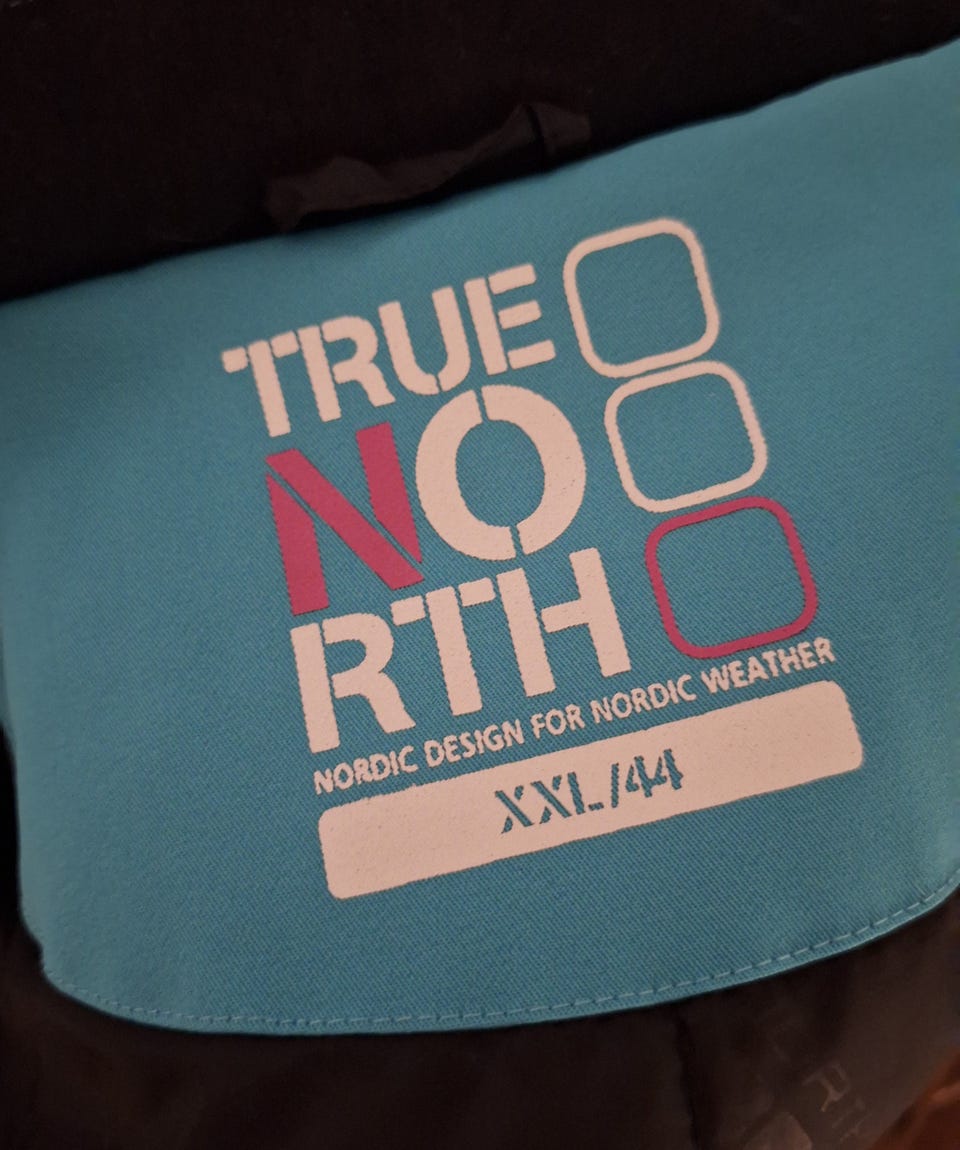 TRUE
NO
RTH
NORDIC DESIGN FOR NORDIC WEATHER
XXL/44